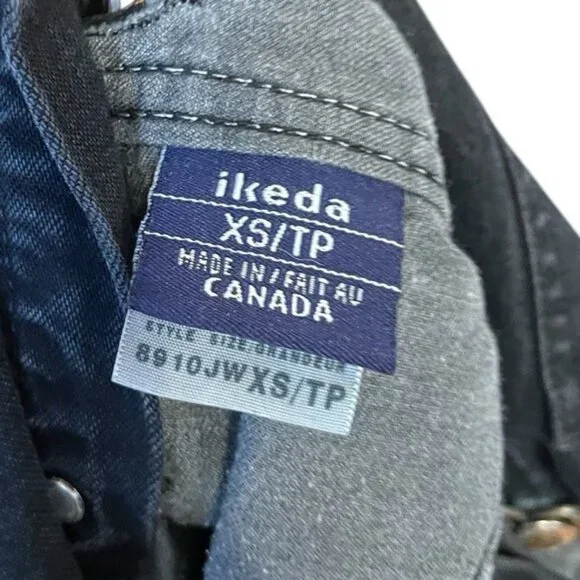 ikeda
XS/TP
MADE IN / FAIT AU
CANADA
STYLE SIZE/GRANDEUR
8910JWXS/TP